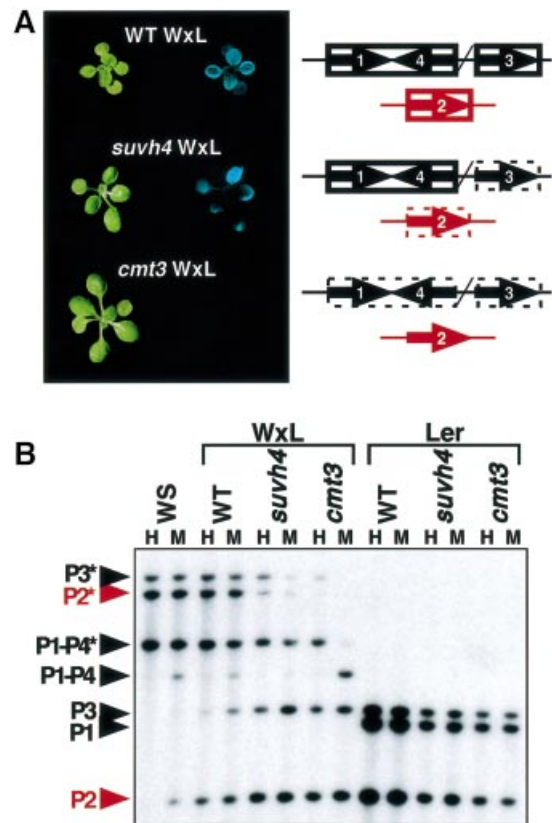 A
WT WxL
suvh4 WxL
cmt3 WxL
1 4 3
2
1 4 3
2
1 4 3
2
B
WxL Ler
WS WT suvh4 cmt3 WT suvh4 cmt3
H M H M H M H M H M H M H M
P3*
P2*
P1-P4*
P1-P4
P3
P1
P2